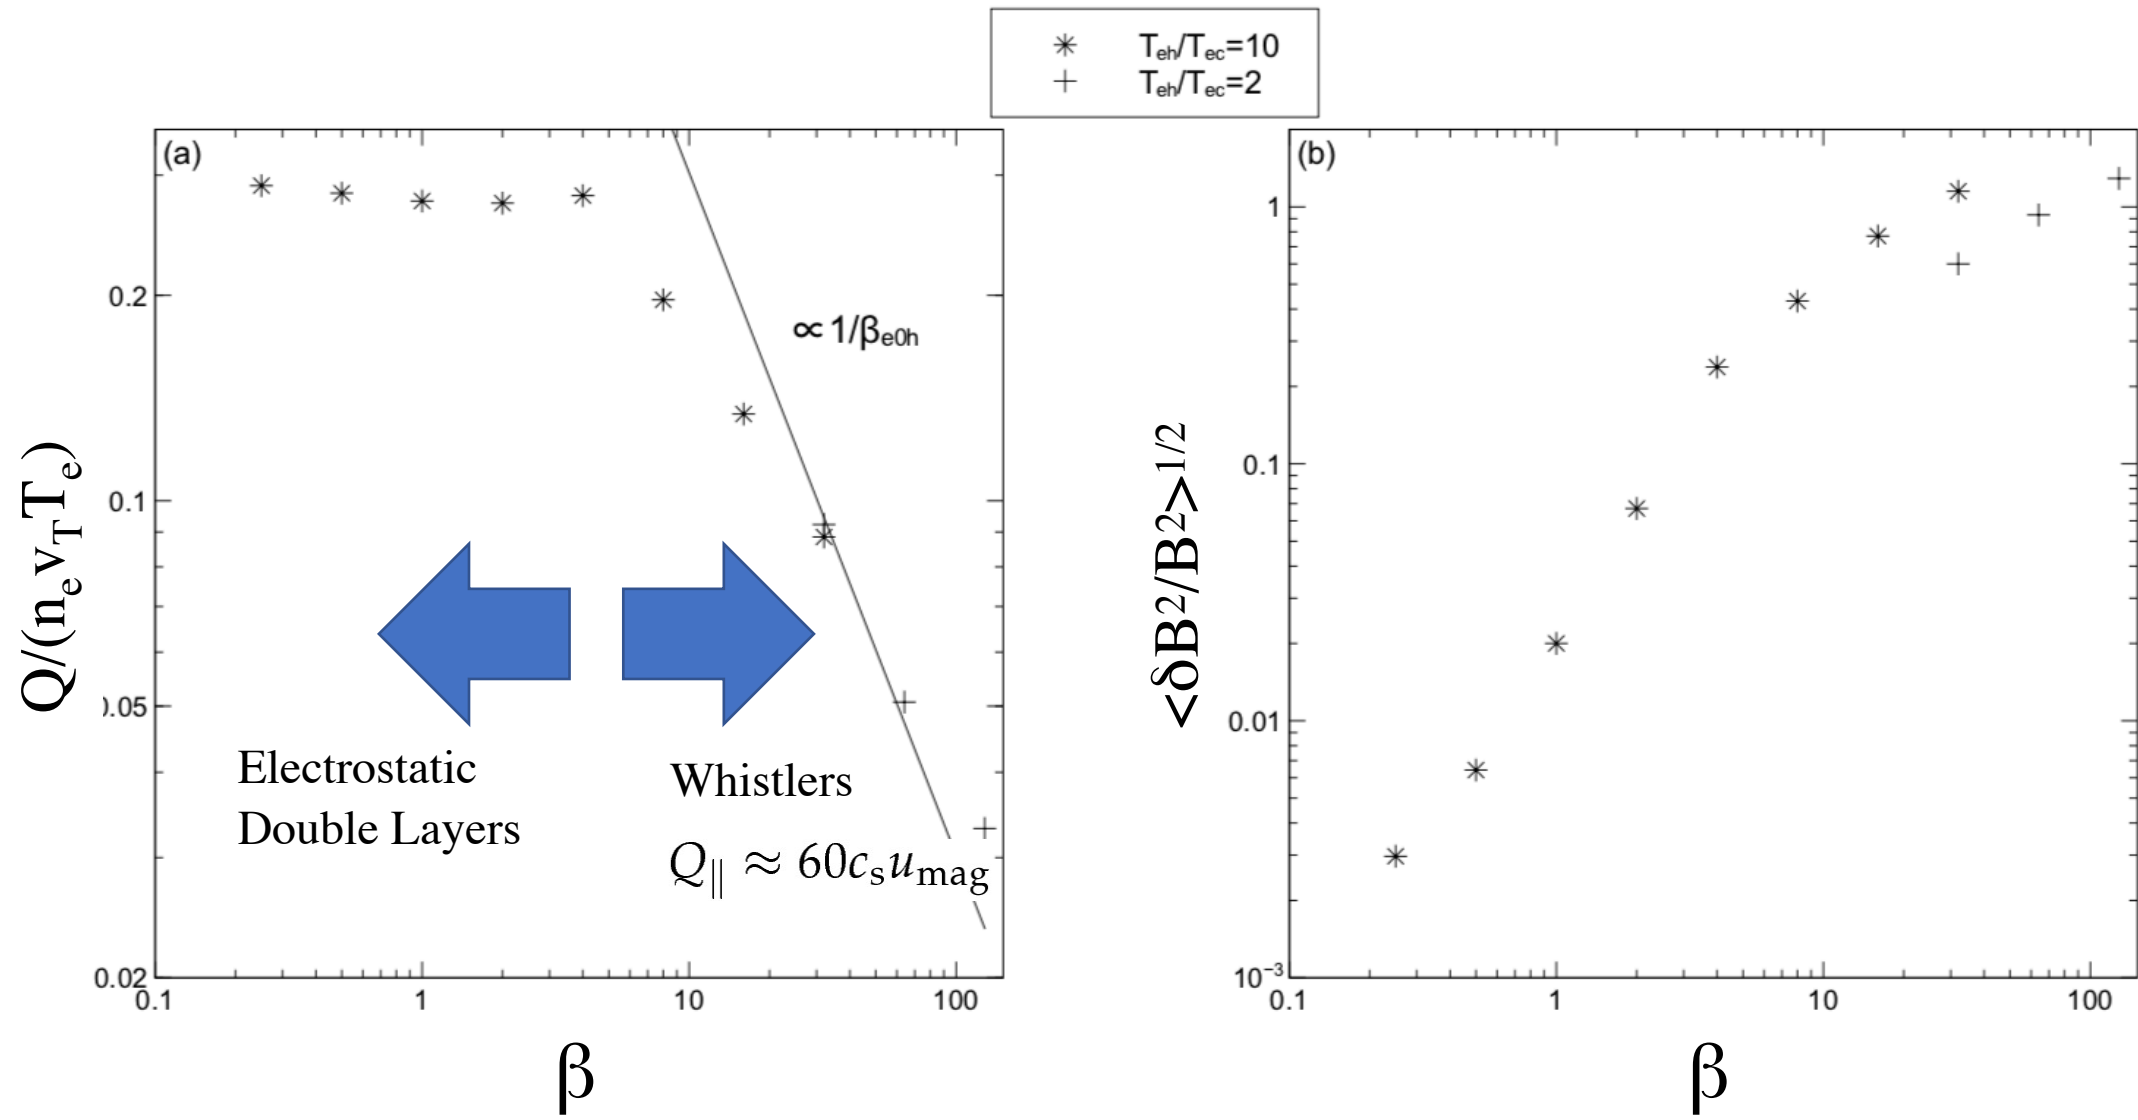 Teh/Tec=10
Teh/Tec=2
(a)
0.2
0.1
0.05
0.02
0.1
1
10
100
Q/(nevTTe)
β
∝ 1/βe0h
Electrostatic
Double Layers
Whistlers
Q∥ ≈ 60csumag
(b)
1
0.1
0.01
10⁻³
0.1
1
10
100
<δB²/B²>^1/2
β